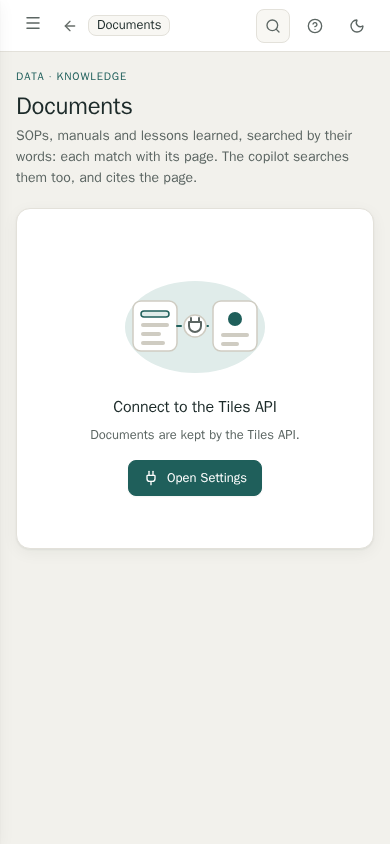 Documents
DATA · KNOWLEDGE
Documents
SOPs, manuals and lessons learned, searched by their
words: each match with its page. The copilot searches
them too, and cites the page.
Connect to the Tiles API
Documents are kept by the Tiles API.
Open Settings